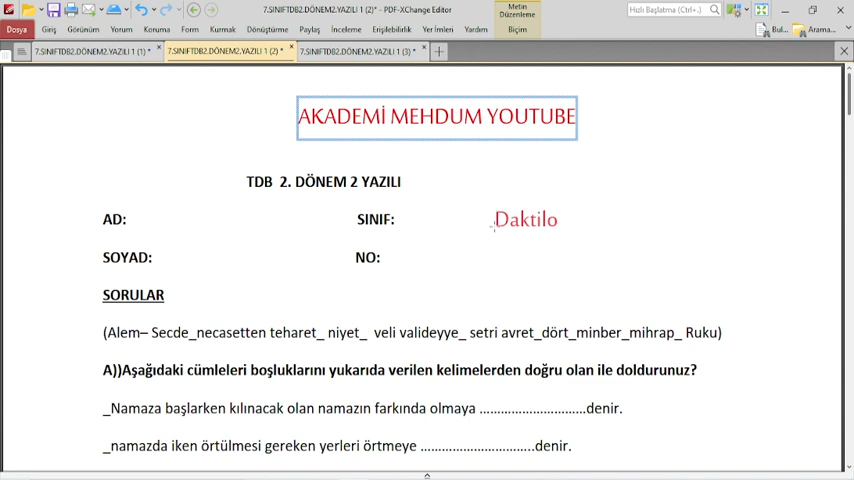 7.SINIFTDB2.DÖNEM2.YAZILI 1 (2)* - PDF-XChange Editor
Metin Düzenleme
Hızlı Başlatma (Ctrl+.)
Dosya Giriş Görünüm Yorum Koruma Form Düzenle Dönüştürme Paylaş İnceleme Erişilebilirlik Yer İmleri Yardım Biçim Bul... Arama...
7.SINIFTDB2.DÖNEM2.YAZILI 1 (1) * 7.SINIFTDB2.DÖNEM2.YAZILI 1 (2) * 7.SINIFTDB2.DÖNEM2.YAZILI 1 (3) *
AKADEMİ MEHDUM YOUTUBE
TDB 2. DÖNEM 2 YAZILI
AD: SINIF: Daktilo
SOYAD: NO:
SORULAR
(Alem– Secde_necasetten teharet_ niyet_ veli valideyye_ setri avret_dört_minber_mihrap_ Ruku)
A))Aşağıdaki cümleleri boşluklarını yukarıda verilen kelimelerden doğru olan ile doldurunuz?
_Namaza başlarken kılınacak olan namazın farkında olmaya …………………………denir.
_namazda iken örtülmesi gereken yerleri örtmeye ………………………..denir.